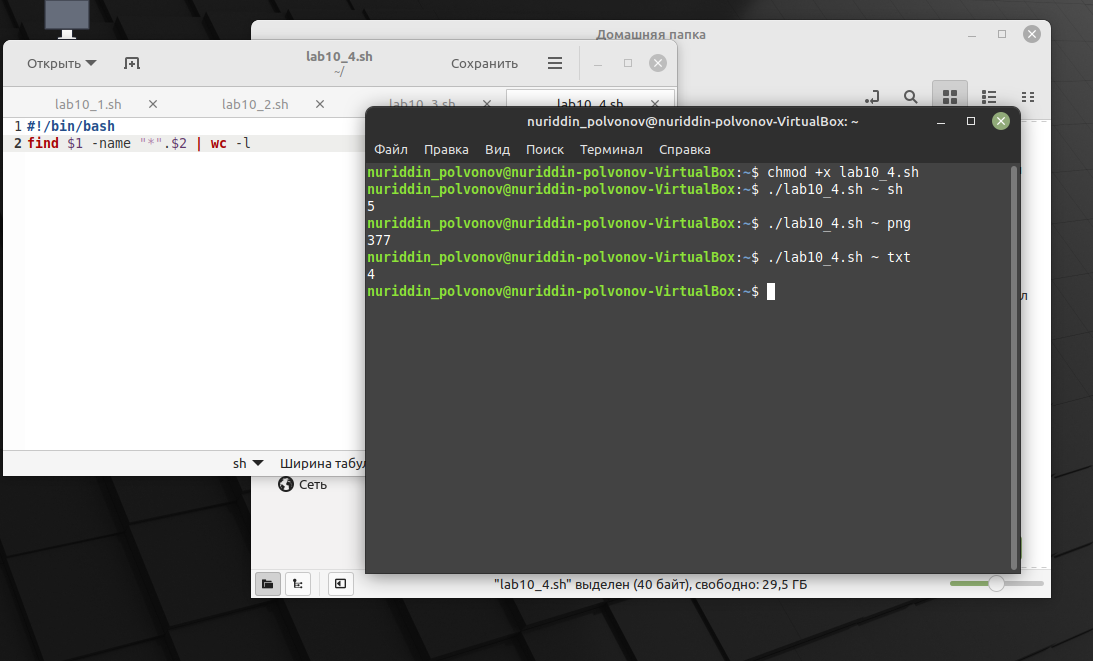 Домашняя папка
Открыть
lab10_4.sh
~/
Сохранить
lab10_1.sh
lab10_2.sh
lab10_3.sh
lab10_4.sh
1 #!/bin/bash
2 find $1 -name "*".$2 | wc -l
sh
Ширина табул
nuriddin_polvonov@nuriddin-polvonov-VirtualBox: ~
Файл Правка Вид Поиск Терминал Справка
nuriddin_polvonov@nuriddin-polvonov-VirtualBox:~$ chmod +x lab10_4.sh
nuriddin_polvonov@nuriddin-polvonov-VirtualBox:~$ ./lab10_4.sh ~ sh
5
nuriddin_polvonov@nuriddin-polvonov-VirtualBox:~$ ./lab10_4.sh ~ png
377
nuriddin_polvonov@nuriddin-polvonov-VirtualBox:~$ ./lab10_4.sh ~ txt
4
nuriddin_polvonov@nuriddin-polvonov-VirtualBox:~$
л
Сеть
"lab10_4.sh" выделен (40 байт), свободно: 29,5 ГБ